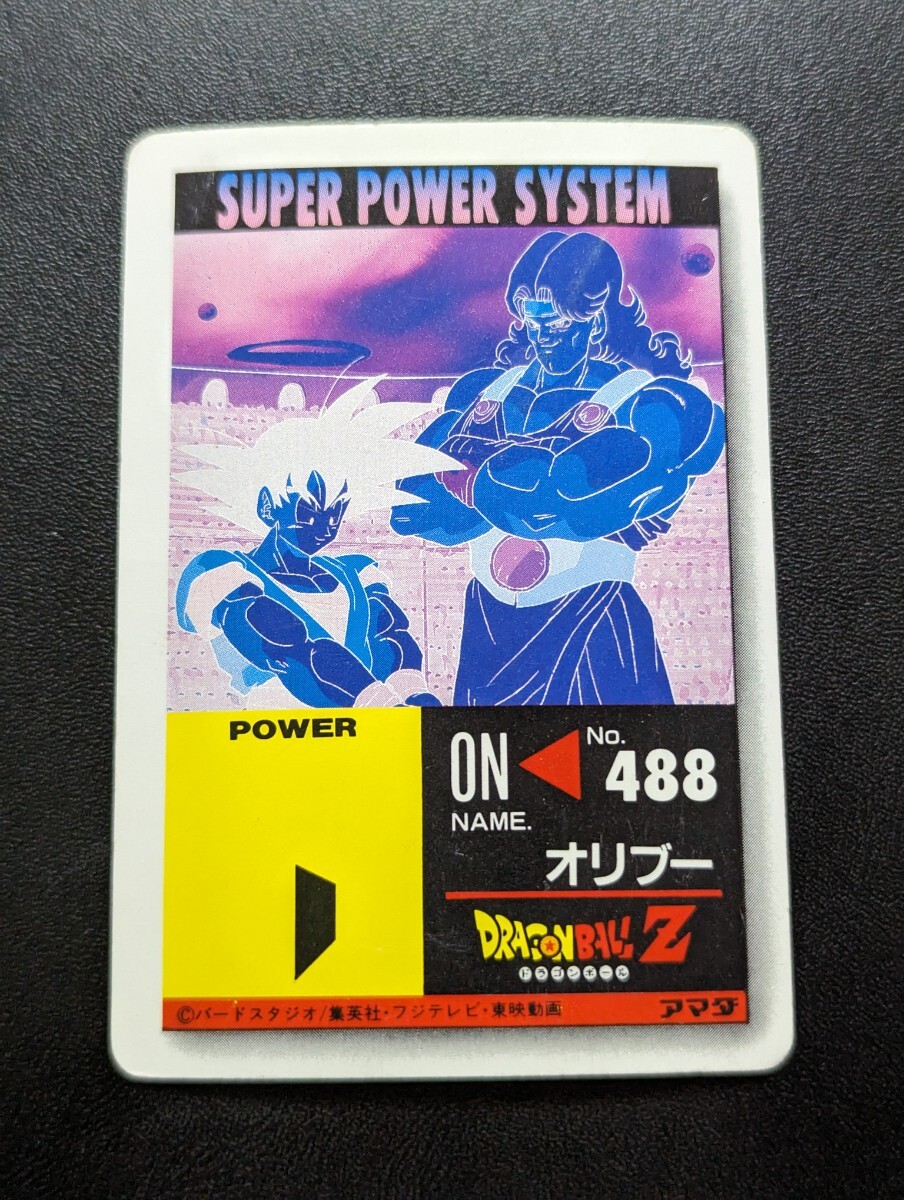 SUPER POWER SYSTEM
POWER
ON
No.
488
NAME.
オリブー
DRAGONBALL Z
ドラゴンボール
©バードスタジオ/集英社・フジテレビ・東映動画
アマダ